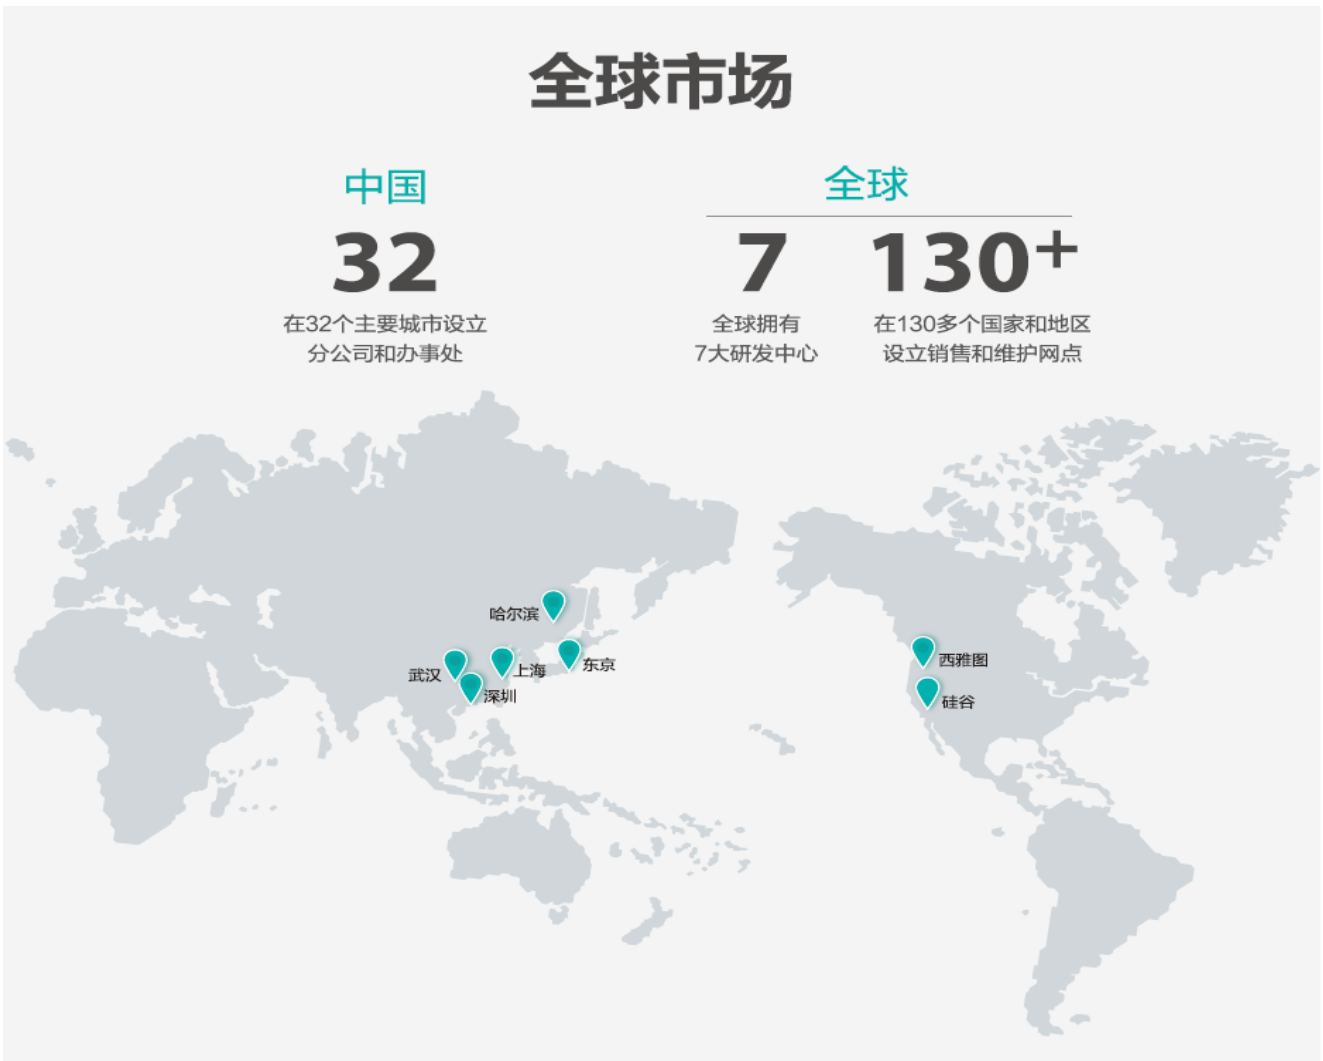 全球市场
中国
32
在32个主要城市设立
分公司和办事处
全球
7
全球拥有
7大研发中心
130+
在130多个国家和地区
设立销售和维护网点
哈尔滨
武汉
上海
深圳
东京
西雅图
硅谷